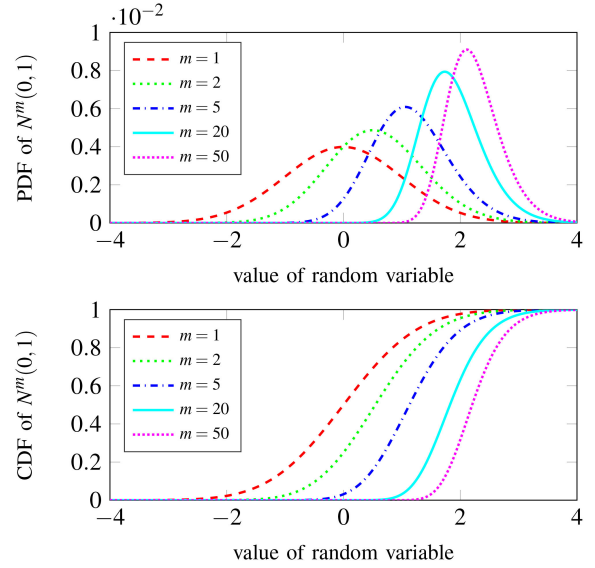 ·10⁻²
1
0.8
0.6
0.4
0.2
0
PDF of N^m(0,1)
m = 1
m = 2
m = 5
m = 20
m = 50
−4 −2 0 2 4
value of random variable
1
0.8
0.6
0.4
0.2
0
CDF of N^m(0,1)
m = 1
m = 2
m = 5
m = 20
m = 50
−4 −2 0 2 4
value of random variable